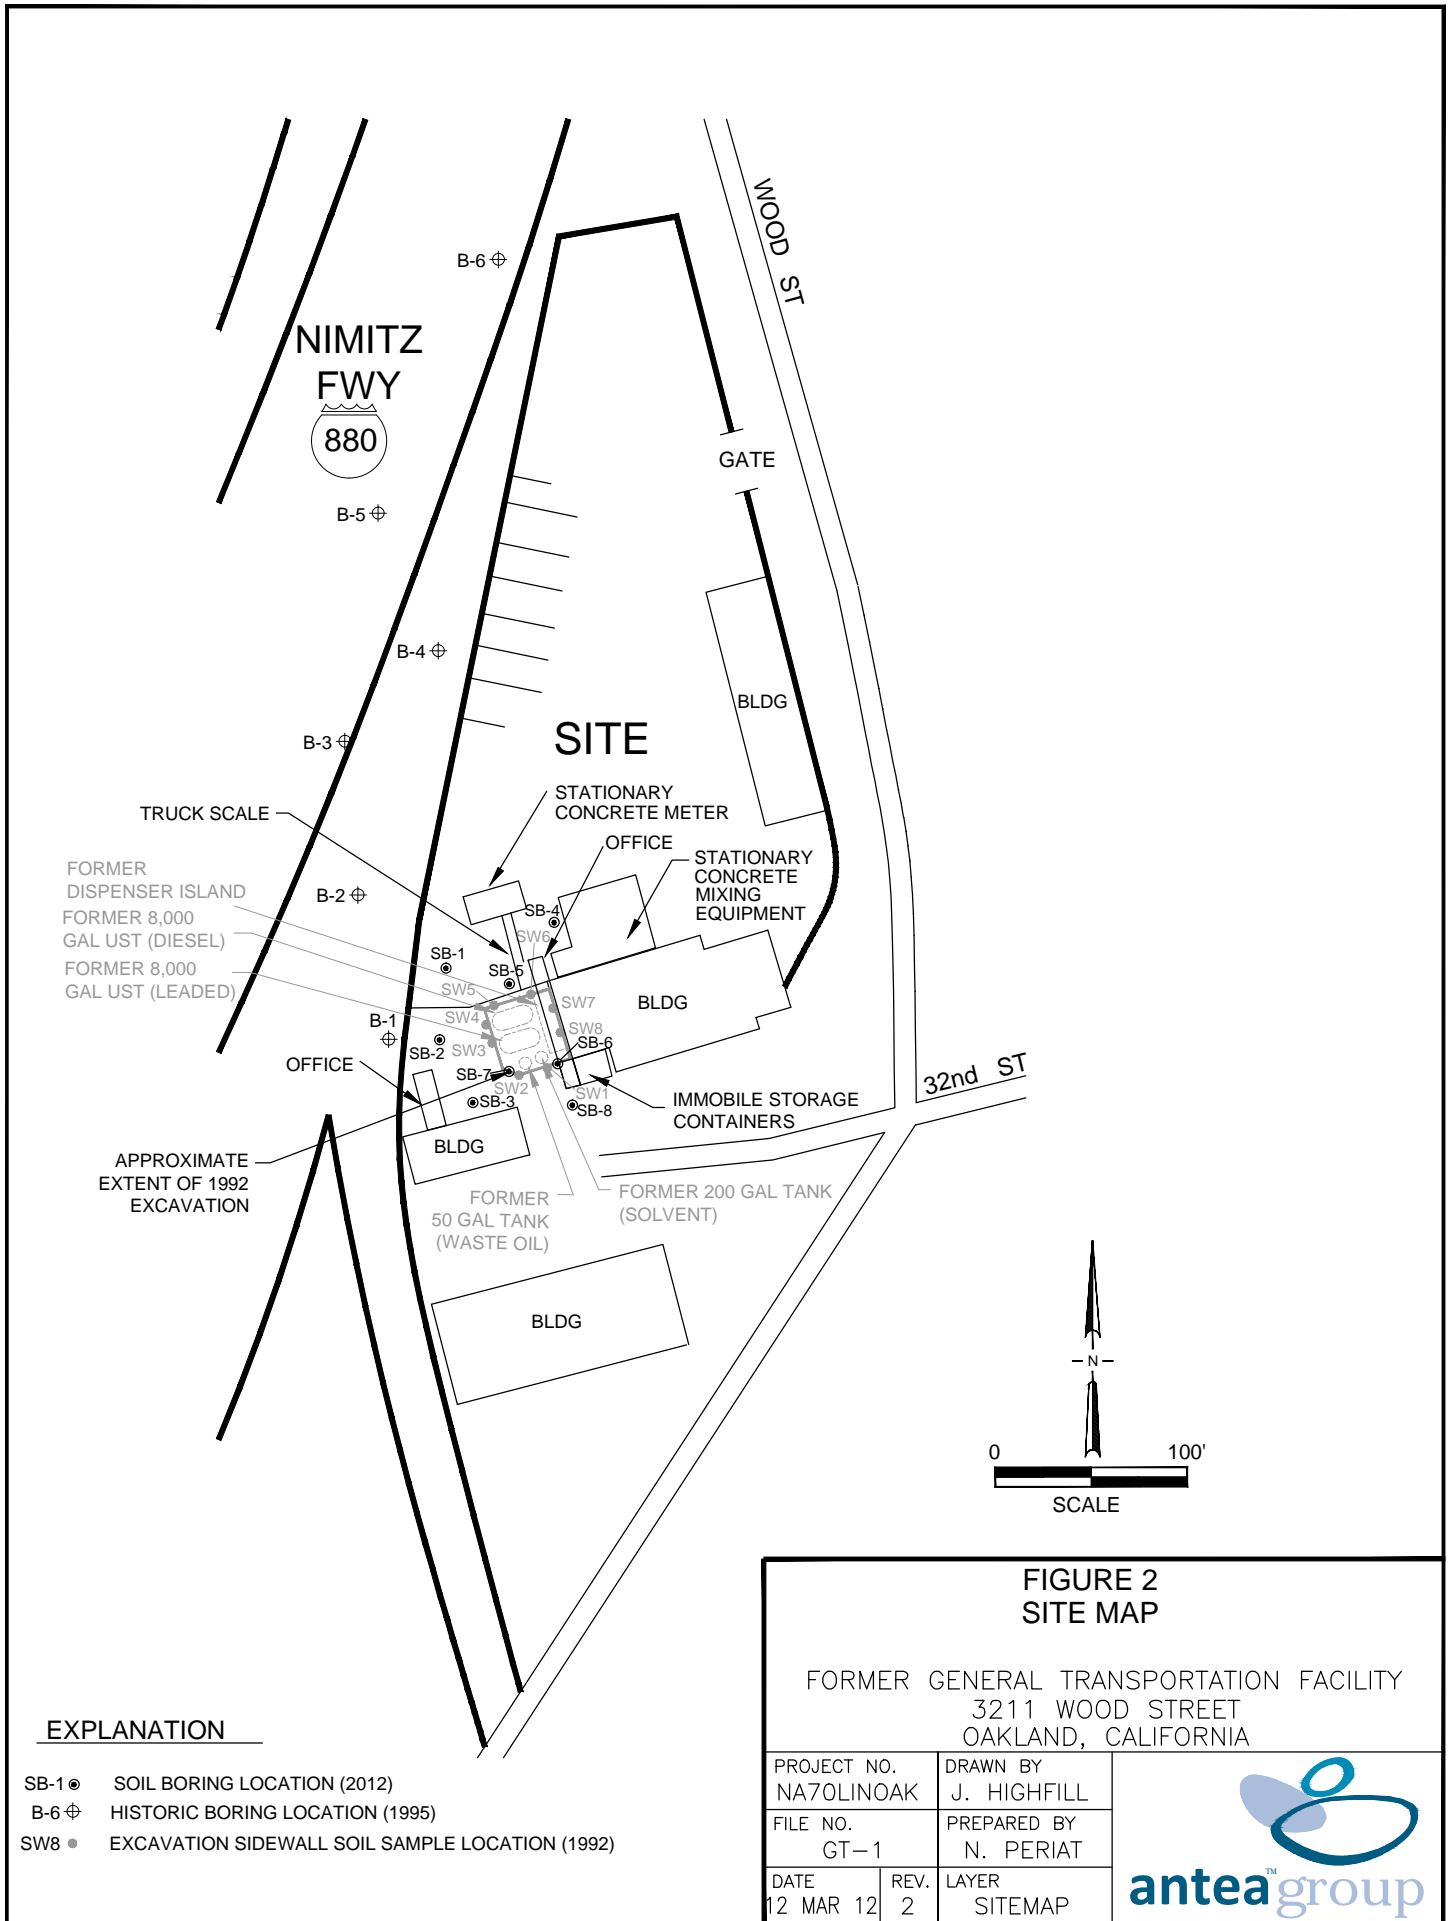 WOOD ST
B-6
NIMITZ
FWY
880
GATE
B-5
B-4
BLDG
B-3
SITE
STATIONARY
CONCRETE METER
TRUCK SCALE
OFFICE
STATIONARY
CONCRETE
MIXING
EQUIPMENT
FORMER
DISPENSER ISLAND
B-2
FORMER 8,000
GAL UST (DIESEL)
SB-4
SW6
SB-1
FORMER 8,000
GAL UST (LEADED)
SB-5
SW5
SW7
BLDG
B-1
SW4
SW8
SB-2
SW3
SB-6
OFFICE
SB-7
SW2
SW1
32nd ST
SB-3
SB-8
IMMOBILE STORAGE
CONTAINERS
BLDG
APPROXIMATE
EXTENT OF 1992
EXCAVATION
FORMER
50 GAL TANK
(WASTE OIL)
FORMER 200 GAL TANK
(SOLVENT)
BLDG
N
0 100'
SCALE
FIGURE 2
SITE MAP
FORMER GENERAL TRANSPORTATION FACILITY
3211 WOOD STREET
OAKLAND, CALIFORNIA
PROJECT NO.
NA70LINOAK
DRAWN BY
J. HIGHFILL
FILE NO.
GT-1
PREPARED BY
N. PERIAT
DATE
12 MAR 12
REV.
2
LAYER
SITEMAP
antea™group
EXPLANATION
SB-1 SOIL BORING LOCATION (2012)
B-6 HISTORIC BORING LOCATION (1995)
SW8 EXCAVATION SIDEWALL SOIL SAMPLE LOCATION (1992)